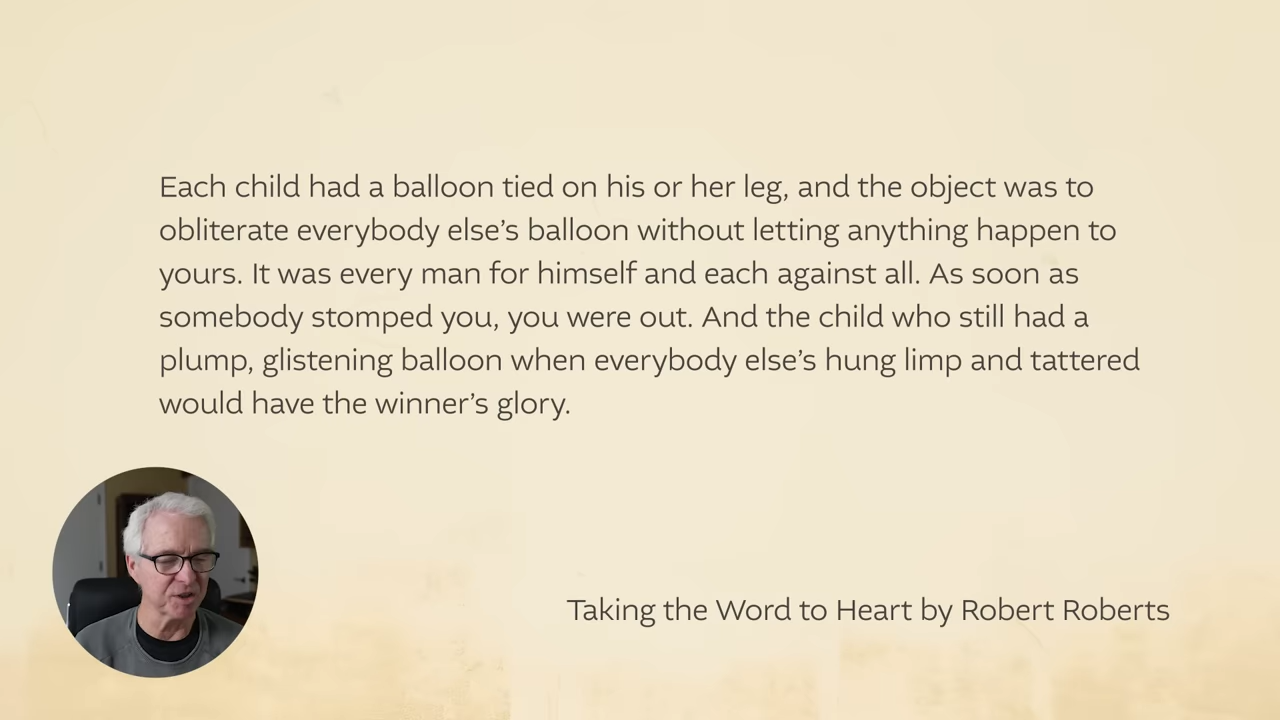 Each child had a balloon tied on his or her leg, and the object was to
obliterate everybody else’s balloon without letting anything happen to
yours. It was every man for himself and each against all. As soon as
somebody stomped you, you were out. And the child who still had a
plump, glistening balloon when everybody else’s hung limp and tattered
would have the winner’s glory.
Taking the Word to Heart by Robert Roberts